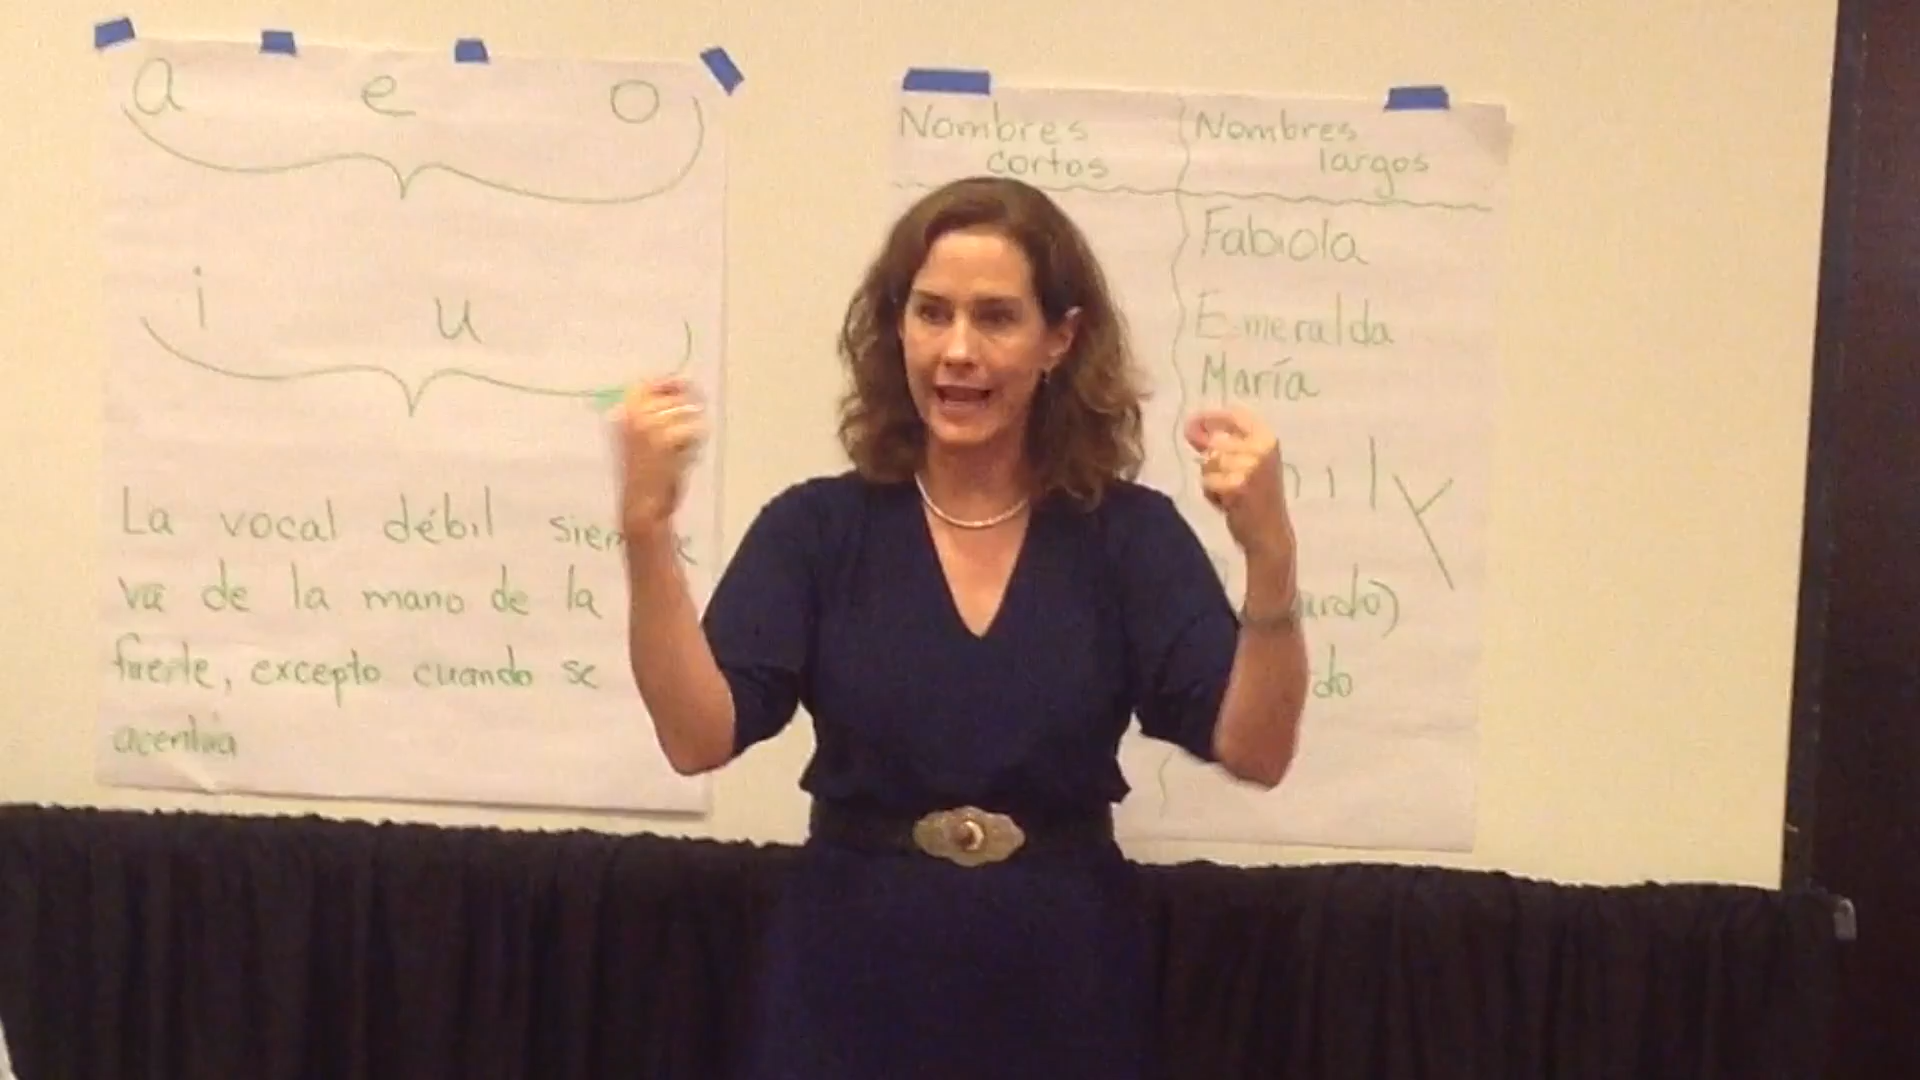 a e o
i u
La vocal débil
va de la mano de la
fuerte, excepto cuando se
acentúa
Nombres cortos
Nombres largos
Fabiola
Esmeralda
María